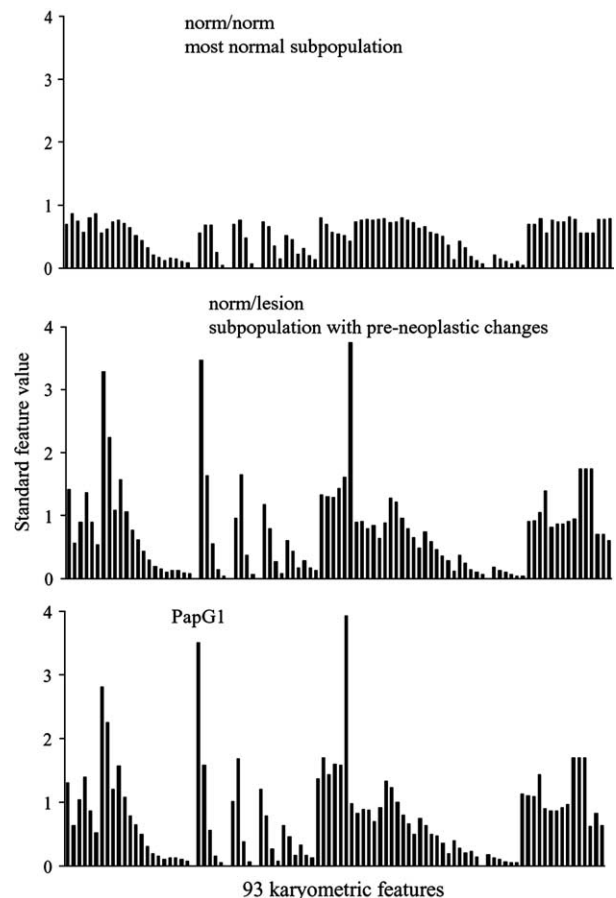 4
norm/norm
most normal subpopulation
3
2
1
0
norm/lesion
4
subpopulation with pre-neoplastic changes
3
2
1
0
Standard feature value
4
PapG1
3
2
1
0
93 karyometric features